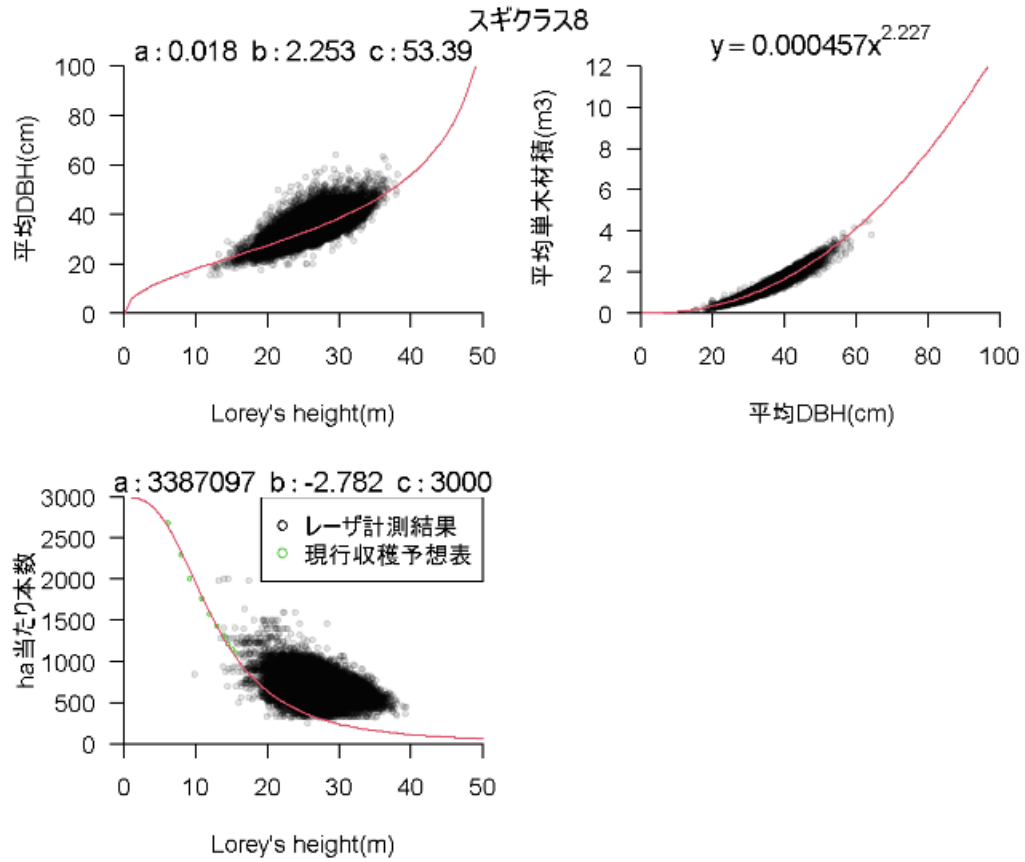 スギクラス8
a : 0.018 b : 2.253 c : 53.39
100
80
60
40
20
0
平均DBH(cm)
0 10 20 30 40 50
Lorey's height(m)
y = 0.000457x^2.227
12
10
8
6
4
2
0
平均単木材積(m3)
0 20 40 60 80 100
平均DBH(cm)
a : 3387097 b : -2.782 c : 3000
3000
2500
2000
1500
1000
500
0
ha当たり本数
レーザ計測結果
現行収穫予想表
0 10 20 30 40 50
Lorey's height(m)